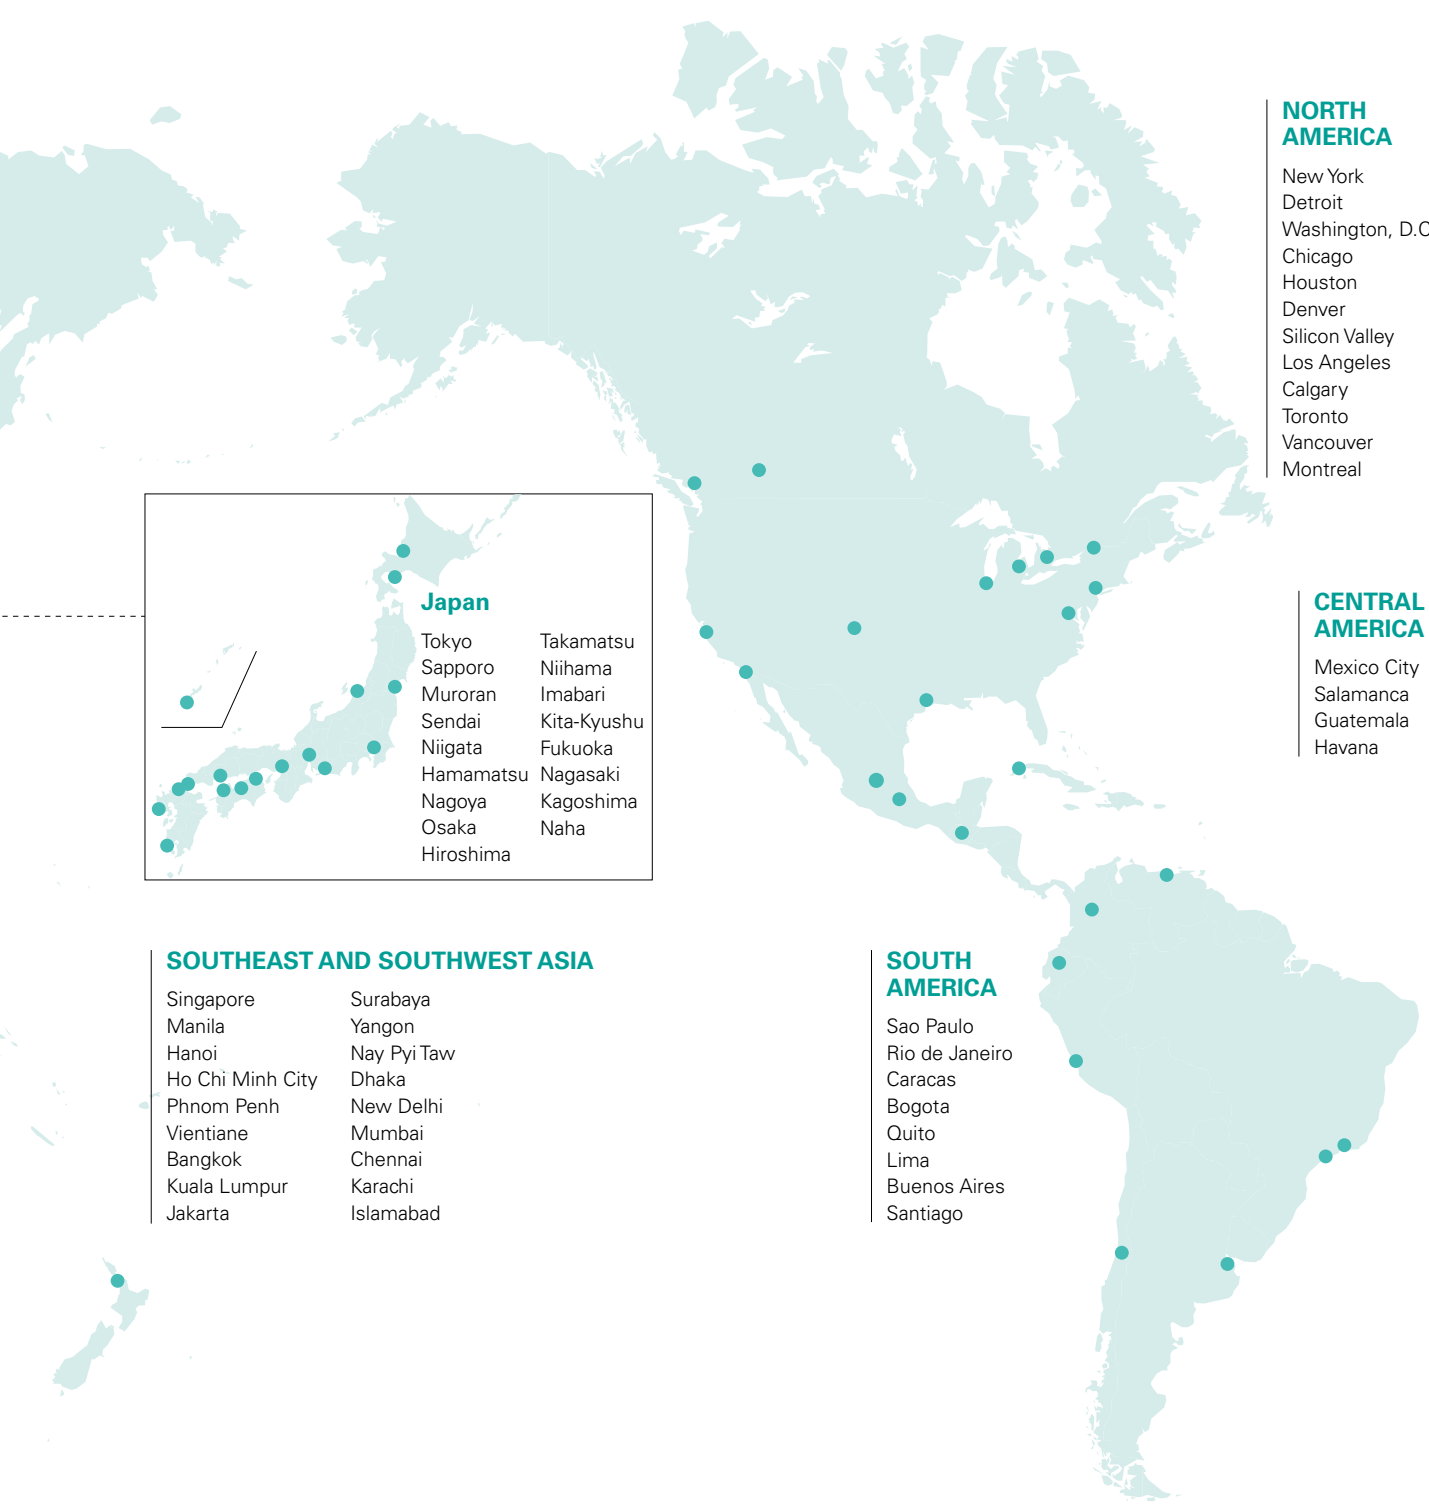 NORTH
AMERICA
New York
Detroit
Washington, D.C
Chicago
Houston
Denver
Silicon Valley
Los Angeles
Calgary
Toronto
Vancouver
Montreal
Japan
Tokyo
Sapporo
Muroran
Sendai
Niigata
Hamamatsu
Nagoya
Osaka
Hiroshima
Takamatsu
Niihama
Imabari
Kita-Kyushu
Fukuoka
Nagasaki
Kagoshima
Naha
CENTRAL
AMERICA
Mexico City
Salamanca
Guatemala
Havana
SOUTHEAST AND SOUTHWEST ASIA
Singapore
Manila
Hanoi
Ho Chi Minh City
Phnom Penh
Vientiane
Bangkok
Kuala Lumpur
Jakarta
Surabaya
Yangon
Nay Pyi Taw
Dhaka
New Delhi
Mumbai
Chennai
Karachi
Islamabad
SOUTH
AMERICA
Sao Paulo
Rio de Janeiro
Caracas
Bogota
Quito
Lima
Buenos Aires
Santiago